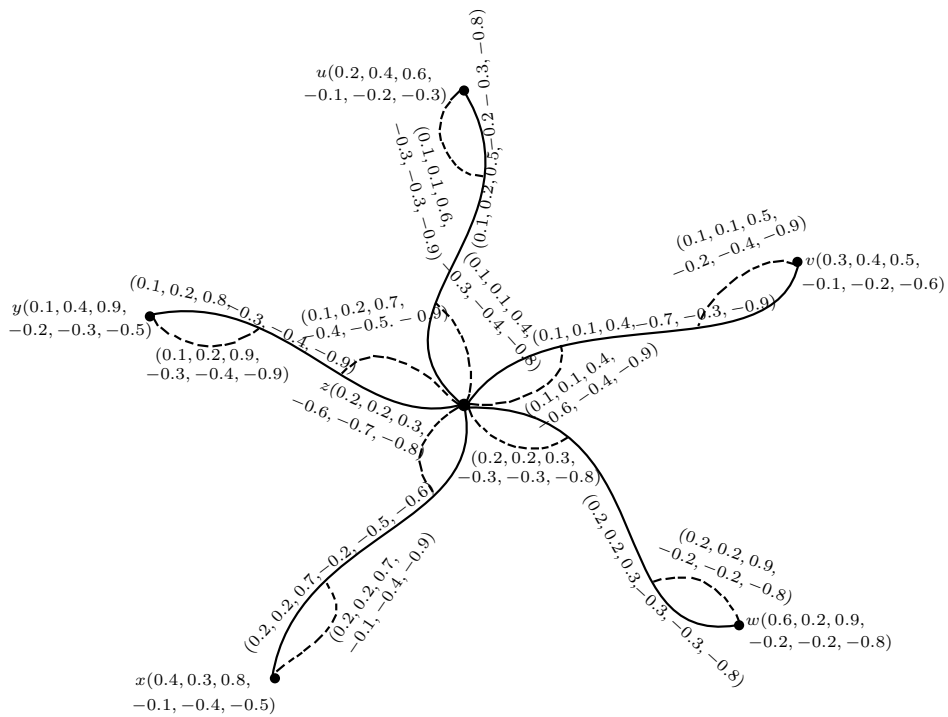 u(0.2, 0.4, 0.6,
−0.1, −0.2, −0.3)
(0.1, 0.2, 0.5, −0.2 − 0.3, −0.8)
(0.1, 0.1, 0.6,
−0.3, −0.3, −0.9)
(0.1, 0.1, 0.5,
−0.2, −0.4, −0.9)
v(0.3, 0.4, 0.5,
−0.1, −0.2, −0.6)
(0.1, 0.1, 0.4,
−0.3, −0.4, −0.8)
(0.1, 0.1, 0.4, −0.7, −0.3, −0.9)
(0.1, 0.1, 0.4,
−0.6, −0.4, −0.9)
y(0.1, 0.4, 0.9,
−0.2, −0.3, −0.5)
(0.1, 0.2, 0.8, −0.3, −0.4, −0.9)
(0.1, 0.2, 0.7,
−0.4, −0.5. − 0.9)
(0.1, 0.2, 0.9,
−0.3, −0.4, −0.9)
z(0.2, 0.2, 0.3,
−0.6, −0.7, −0.8)
(0.2, 0.2, 0.3,
−0.3, −0.3, −0.8)
(0.2, 0.2, 0.7, −0.2, −0.5, −0.6)
(0.2, 0.2, 0.7,
−0.1, −0.4, −0.9)
(0.2, 0.2, 0.3, −0.3, −0.3, −0.8)
(0.2, 0.2, 0.9,
−0.2, −0.2, −0.8)
w(0.6, 0.2, 0.9,
−0.2, −0.2, −0.8)
x(0.4, 0.3, 0.8,
−0.1, −0.4, −0.5)